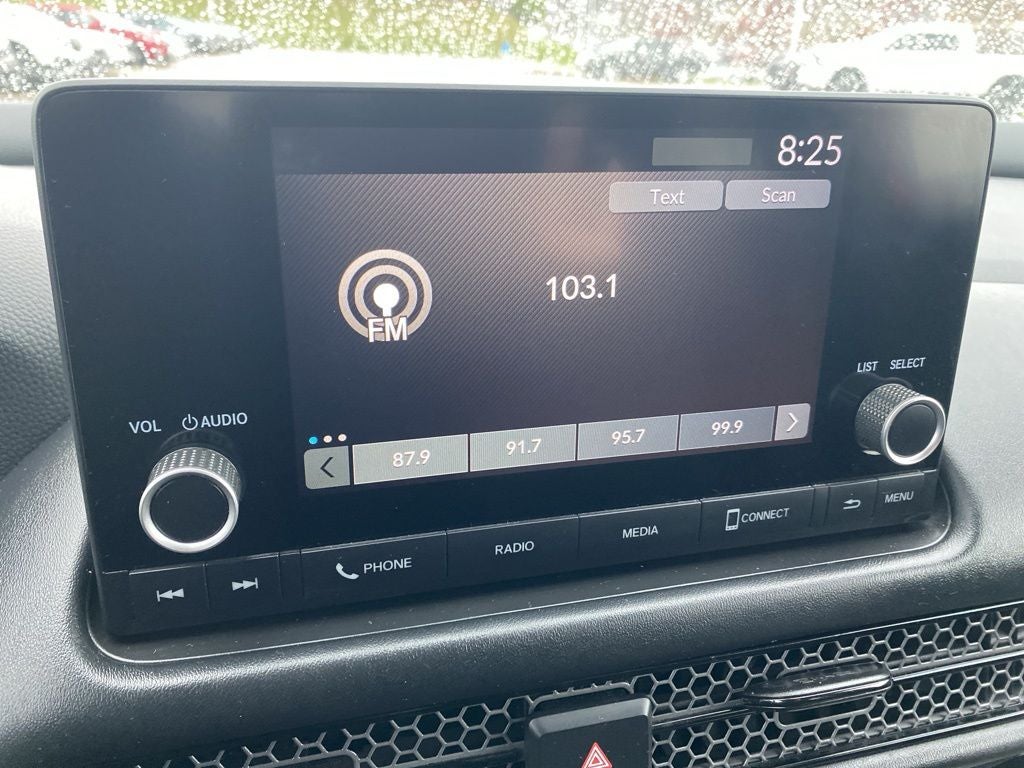 8:25
Text Scan
103.1
FM
LIST SELECT
VOL AUDIO
87.9 91.7 95.7 99.9
PHONE RADIO MEDIA CONNECT MENU